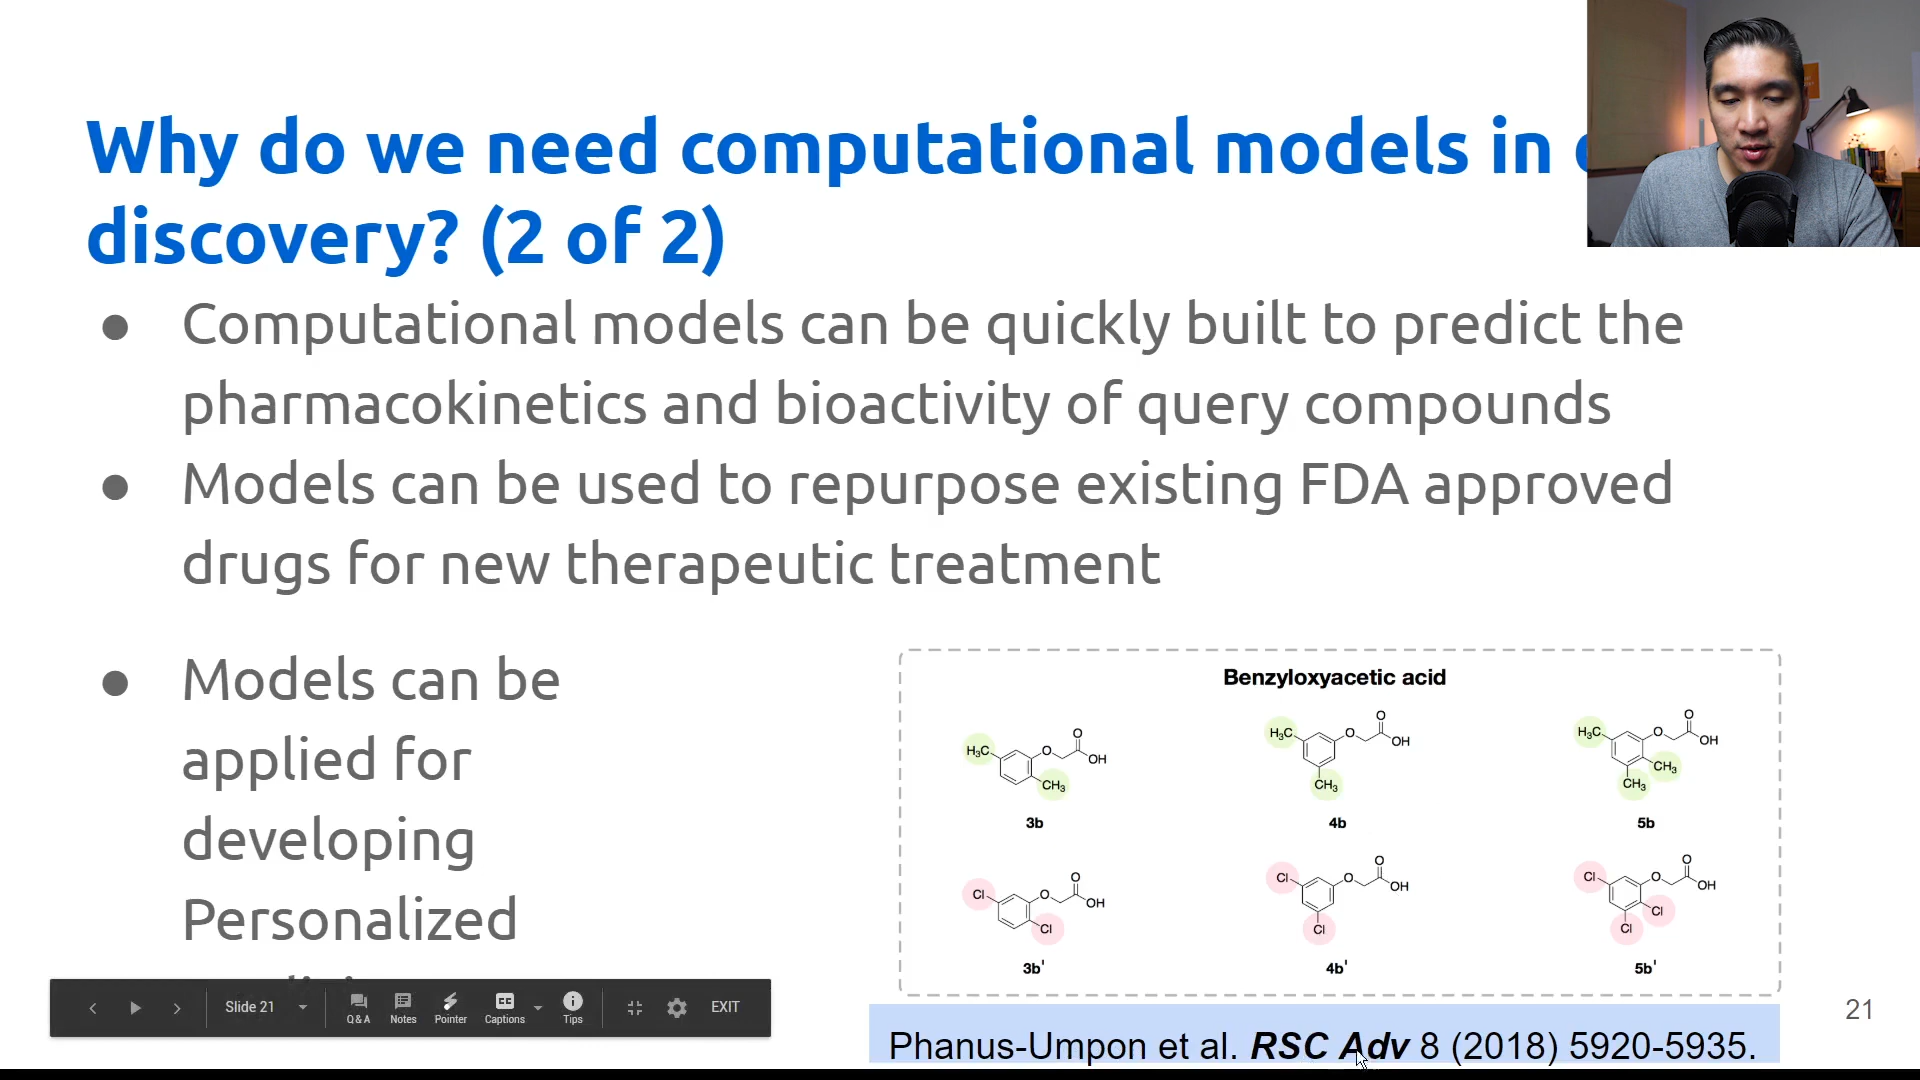 Why do we need computational models in
discovery? (2 of 2)
● Computational models can be quickly built to predict the
pharmacokinetics and bioactivity of query compounds
● Models can be used to repurpose existing FDA approved
drugs for new therapeutic treatment
● Models can be
applied for
developing
Personalized
Benzyloxyacetic acid
H₃C O O OH CH₃
3b
H₃C O O OH CH₃
4b
H₃C O O OH CH₃ CH₃
5b
Cl O O OH Cl
3b'
Cl O O OH Cl
4b'
Cl O O OH Cl Cl
5b'
Phanus-Umpon et al. RSC Adv 8 (2018) 5920-5935.
21
Slide 21
Q & A
Notes
Pointer
CC
Captions
Tips
EXIT